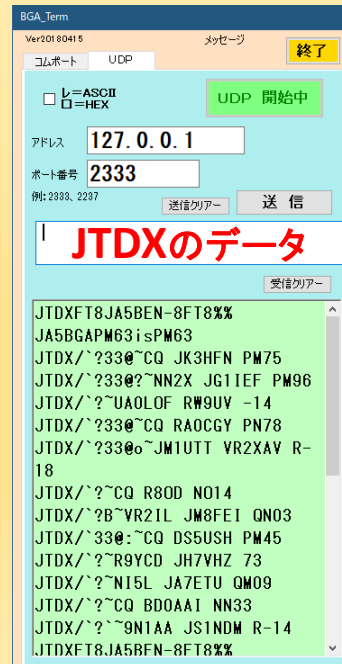 BGA_Term
Ver20180415 メッセージ 終了
コムポート UDP
レ=ASCII
ロ=HEX
UDP 開始中
アドレス 127.0.0.1
ポート番号 2333
例:2333、2237 送信クリアー 送 信
JTDXのデータ
受信クリアー
JTDXFT8JA5BEN-8FT8%%
JA5BGAPM63isPM63
JTDX/`?33@~CQ JK3HFN PM75
JTDX/`?33@?~NN2X JG1IEF PM96
JTDX/`?~UA0LOF RW9UV -14
JTDX/`?33@~CQ RA0CGY PN78
JTDX/`?33@o~JM1UTT VR2XAV R-
18
JTDX/`?~CQ R8OD NO14
JTDX/`?B~VR2IL JM8FEI QN03
JTDX/`33@:~CQ DS5USH PM45
JTDX/`?~R9YCD JH7VHZ 73
JTDX/`?~NI5L JA7ETU QM09
JTDX/`?~CQ BD0AAI NN33
JTDX/`?`~9N1AA JS1NDM R-14
JTDXFT8JA5BEN-8FT8%%